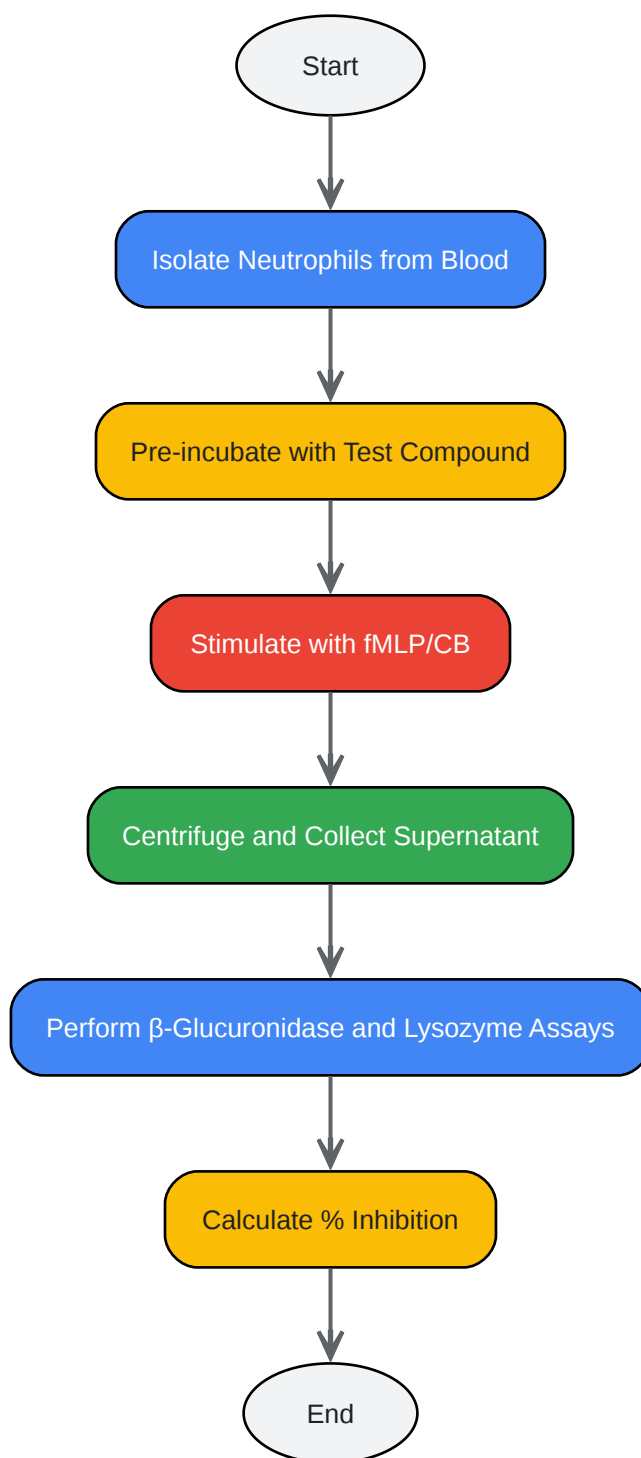 Start
Isolate Neutrophils from Blood
Pre-incubate with Test Compound
Stimulate with fMLP/CB
Centrifuge and Collect Supernatant
Perform β-Glucuronidase and Lysozyme Assays
Calculate % Inhibition
End